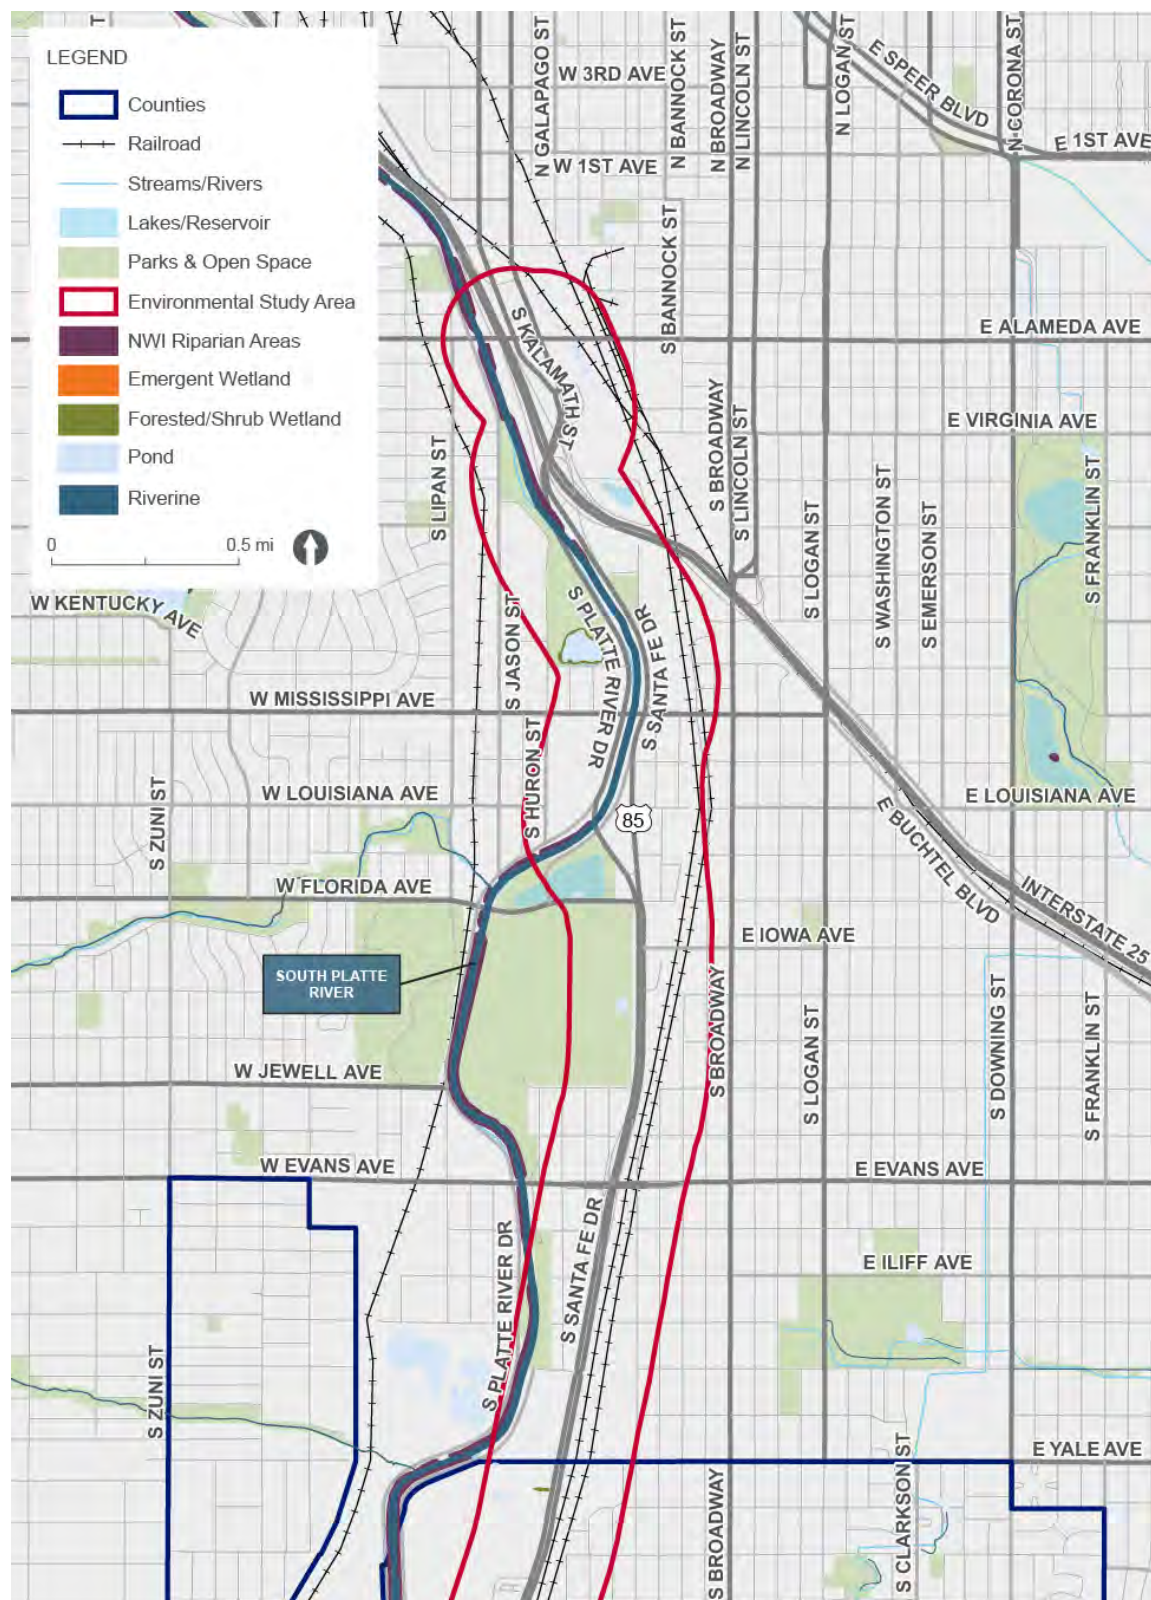 LEGEND
Counties
Railroad
Streams/Rivers
Lakes/Reservoir
Parks & Open Space
Environmental Study Area
NWI Riparian Areas
Emergent Wetland
Forested/Shrub Wetland
Pond
Riverine
0 0.5 mi
ST
N GALAPAGO ST
W 3RD AVE
N BANNOCK ST
N BROADWAY
N LINCOLN ST
N LOGAN ST
E SPEER BLVD
N CORONA ST
E 1ST AVE
W 1ST AVE
S BANNOCK ST
E ALAMEDA AVE
S KALAMATH ST
E VIRGINIA AVE
S LIPAN ST
S BROADWAY
S LINCOLN ST
S LOGAN ST
S WASHINGTON ST
S EMERSON ST
S FRANKLIN ST
W KENTUCKY AVE
S JASON ST
S PLATTE RIVER DR
S SANTA FE DR
W MISSISSIPPI AVE
S HURON ST
S ZUNI ST
W LOUISIANA AVE
85
E LOUISIANA AVE
E BUCHTEL BLVD
W FLORIDA AVE
INTERSTATE 25
E IOWA AVE
SOUTH PLATTE
RIVER
S BROADWAY
S LOGAN ST
S DOWNING ST
S FRANKLIN ST
W JEWELL AVE
W EVANS AVE
E EVANS AVE
S PLATTE RIVER DR
S SANTA FE DR
E ILIFF AVE
S ZUNI ST
E YALE AVE
S BROADWAY
S CLARKSON ST